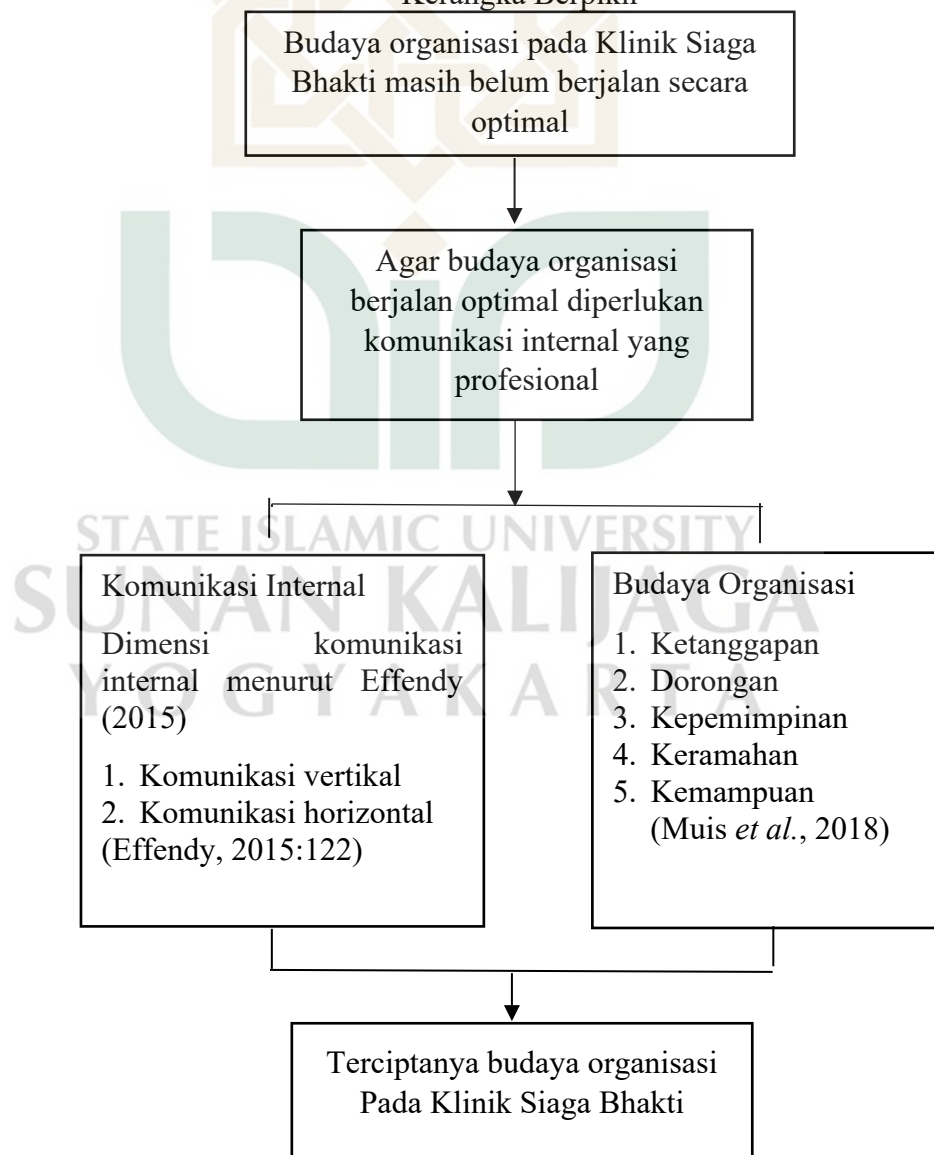 Kerangka Berpikir
Budaya organisasi pada Klinik Siaga
Bhakti masih belum berjalan secara
optimal
Agar budaya organisasi
berjalan optimal diperlukan
komunikasi internal yang
profesional
STATE ISLAMIC UNIVERSITY
SUNAN KALIJAGA
YOGYAKARTA
Komunikasi Internal
Dimensi komunikasi
internal menurut Effendy
(2015)
1. Komunikasi vertikal
2. Komunikasi horizontal
(Effendy, 2015:122)
Budaya Organisasi
1. Ketanggapan
2. Dorongan
3. Kepemimpinan
4. Keramahan
5. Kemampuan
(Muis et al., 2018)
Terciptanya budaya organisasi
Pada Klinik Siaga Bhakti